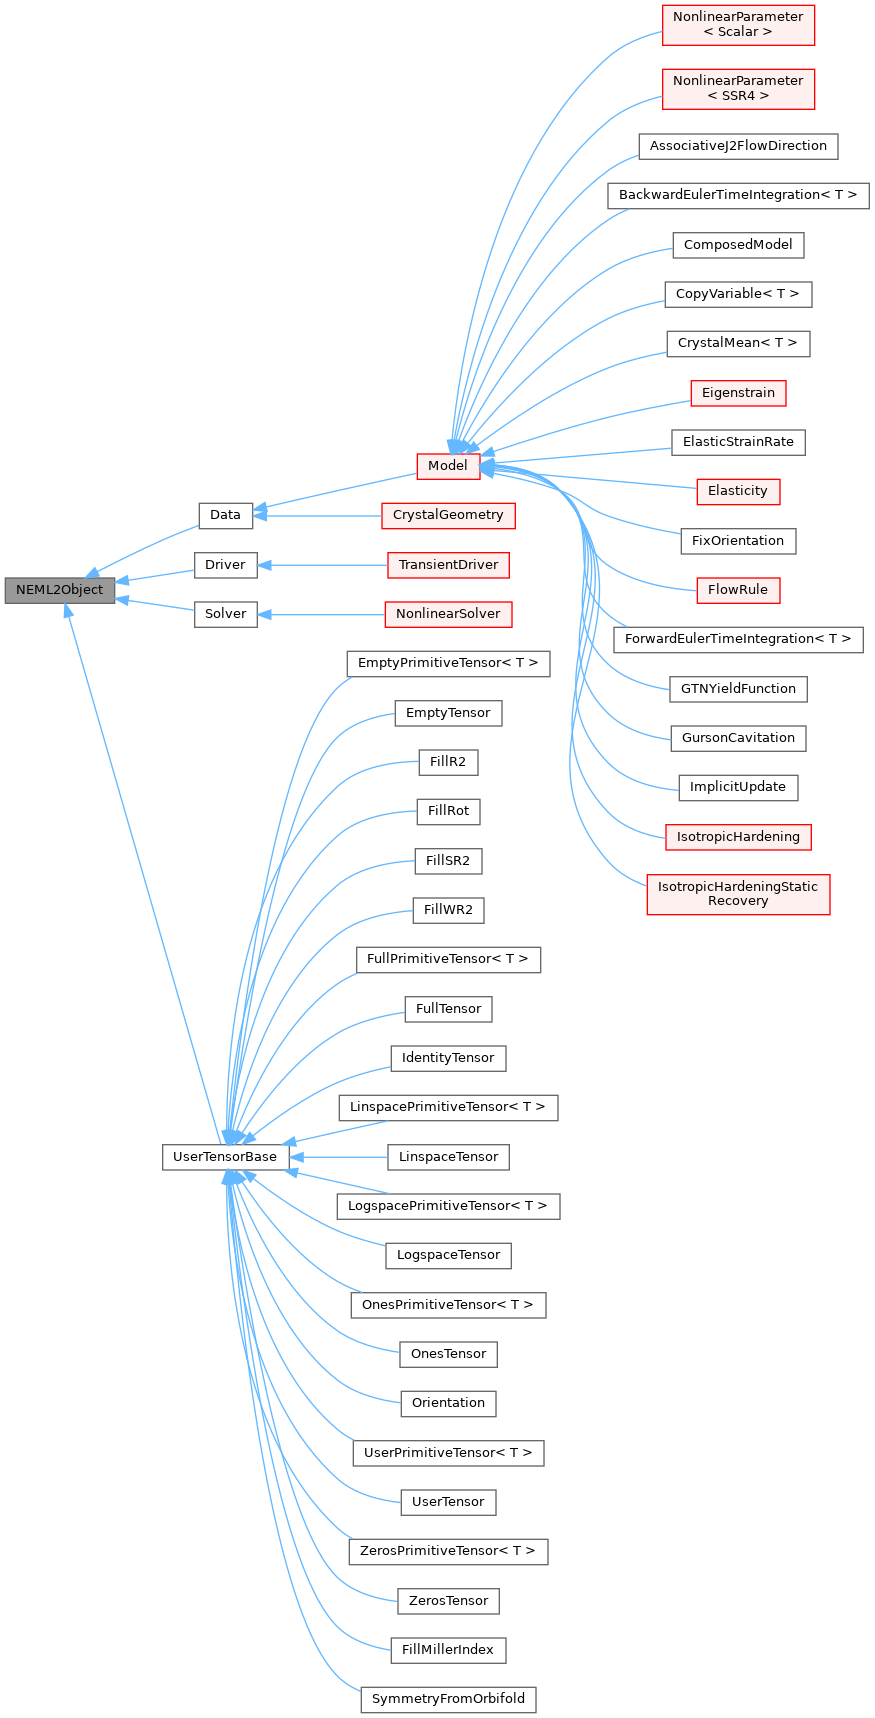 NonlinearParameter
< Scalar >
NonlinearParameter
< SSR4 >
AssociativeJ2FlowDirection
BackwardEulerTimeIntegration< T >
ComposedModel
CopyVariable< T >
CrystalMean< T >
Eigenstrain
ElasticStrainRate
Model
Elasticity
Data
CrystalGeometry
FixOrientation
Driver
TransientDriver
NEML2Object
FlowRule
Solver
NonlinearSolver
ForwardEulerTimeIntegration< T >
EmptyPrimitiveTensor< T >
GTNYieldFunction
EmptyTensor
GursonCavitation
FillR2
ImplicitUpdate
FillRot
IsotropicHardening
FillSR2
IsotropicHardeningStatic
Recovery
FillWR2
FullPrimitiveTensor< T >
FullTensor
IdentityTensor
LinspacePrimitiveTensor< T >
UserTensorBase
LinspaceTensor
LogspacePrimitiveTensor< T >
LogspaceTensor
OnesPrimitiveTensor< T >
OnesTensor
Orientation
UserPrimitiveTensor< T >
UserTensor
ZerosPrimitiveTensor< T >
ZerosTensor
FillMillerIndex
SymmetryFromOrbifold